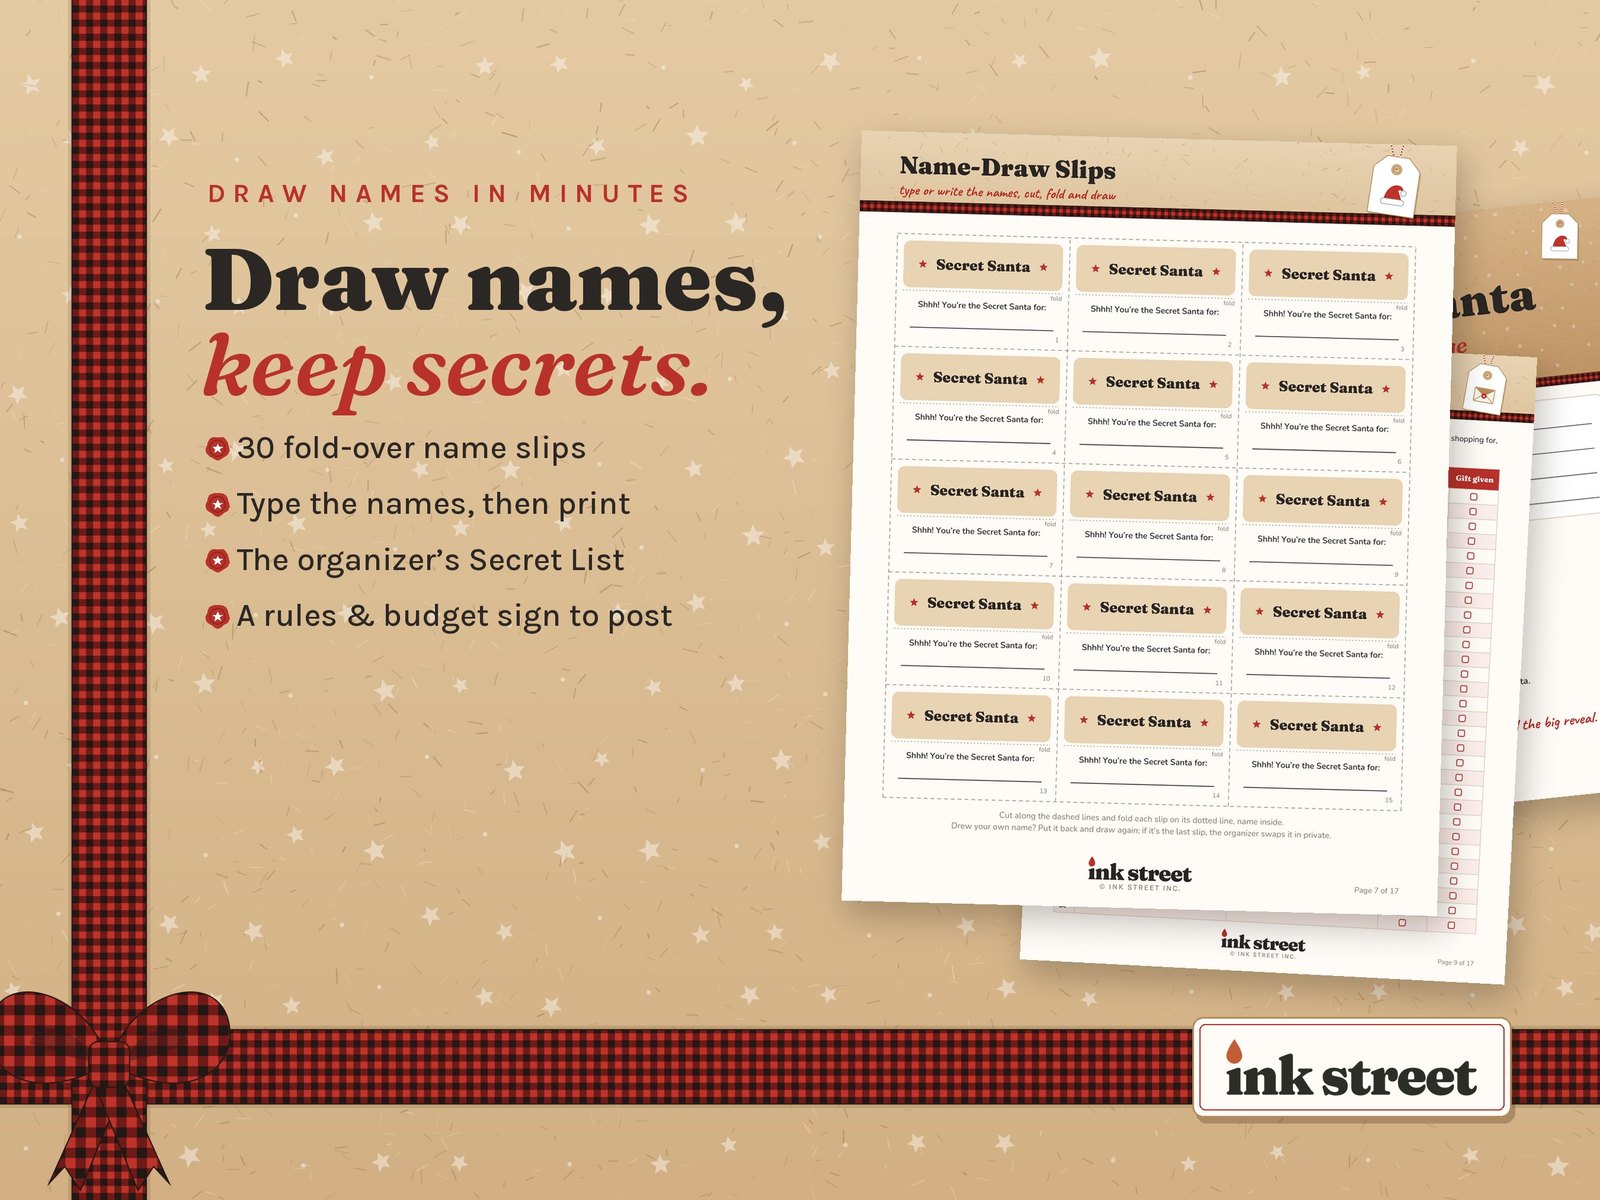 DRAW NAMES IN MINUTES
Draw names,
keep secrets.
30 fold-over name slips
Type the names, then print
The organizer's Secret List
A rules & budget sign to post
Name-Draw Slips
type or write the names, cut, fold and draw
Secret Santa Secret Santa Secret Santa
fold fold fold
Shhh! You're the Secret Santa for: Shhh! You're the Secret Santa for: Shhh! You're the Secret Santa for:
1 2 3
Secret Santa Secret Santa Secret Santa
fold fold fold
Shhh! You're the Secret Santa for: Shhh! You're the Secret Santa for: Shhh! You're the Secret Santa for:
4 5 6
Secret Santa Secret Santa Secret Santa
fold fold fold
Shhh! You're the Secret Santa for: Shhh! You're the Secret Santa for: Shhh! You're the Secret Santa for:
7 8 9
Secret Santa Secret Santa Secret Santa
fold fold fold
Shhh! You're the Secret Santa for: Shhh! You're the Secret Santa for: Shhh! You're the Secret Santa for:
10 11 12
Secret Santa Secret Santa Secret Santa
fold fold fold
Shhh! You're the Secret Santa for: Shhh! You're the Secret Santa for: Shhh! You're the Secret Santa for:
13 14 15
Cut along the dashed lines and fold each slip on its dotted line, name inside.
Drew your own name? Put it back and draw again; if it's the last slip, the organizer swaps it in private.
ink street
© INK STREET INC.
Page 7 of 17
shopping for,
Gift given
ink street
© INK STREET INC.
Page 9 of 17
the big reveal.
ink street